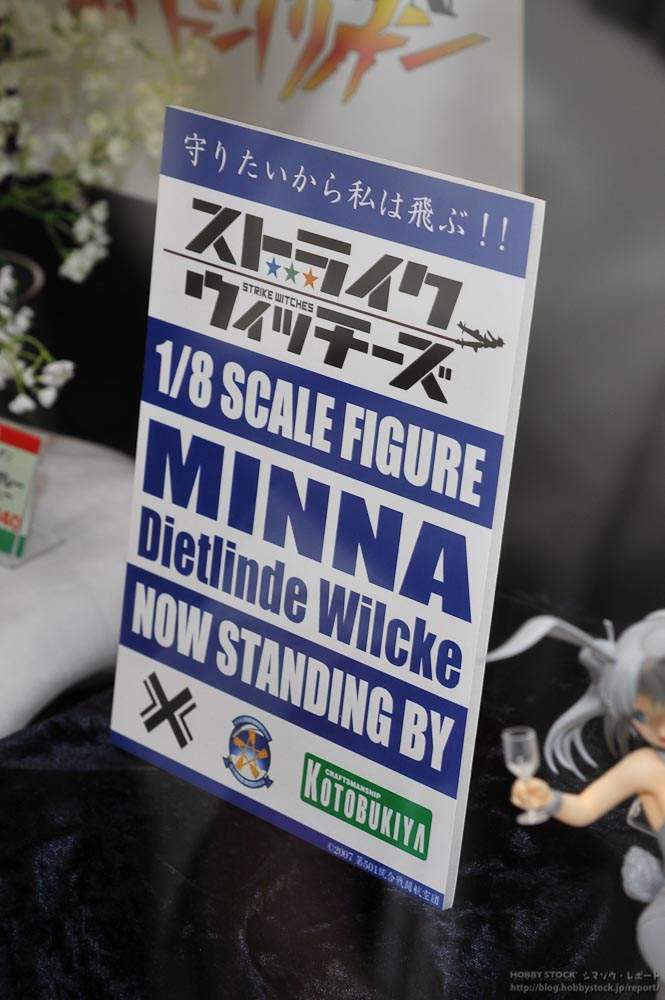 守りたいから私は飛ぶ!!
ストライク
STRIKE WITCHES
ウィッチーズ
1/8 SCALE FIGURE
MINNA
Dietlinde Wilcke
NOW STANDING BY
CRAFTSMANSHIP
KOTOBUKIYA
©2007 第501統合戦闘航空団
HOBBY STOCK シマゾウ・レポート
http://blog.hobbystock.jp/report/